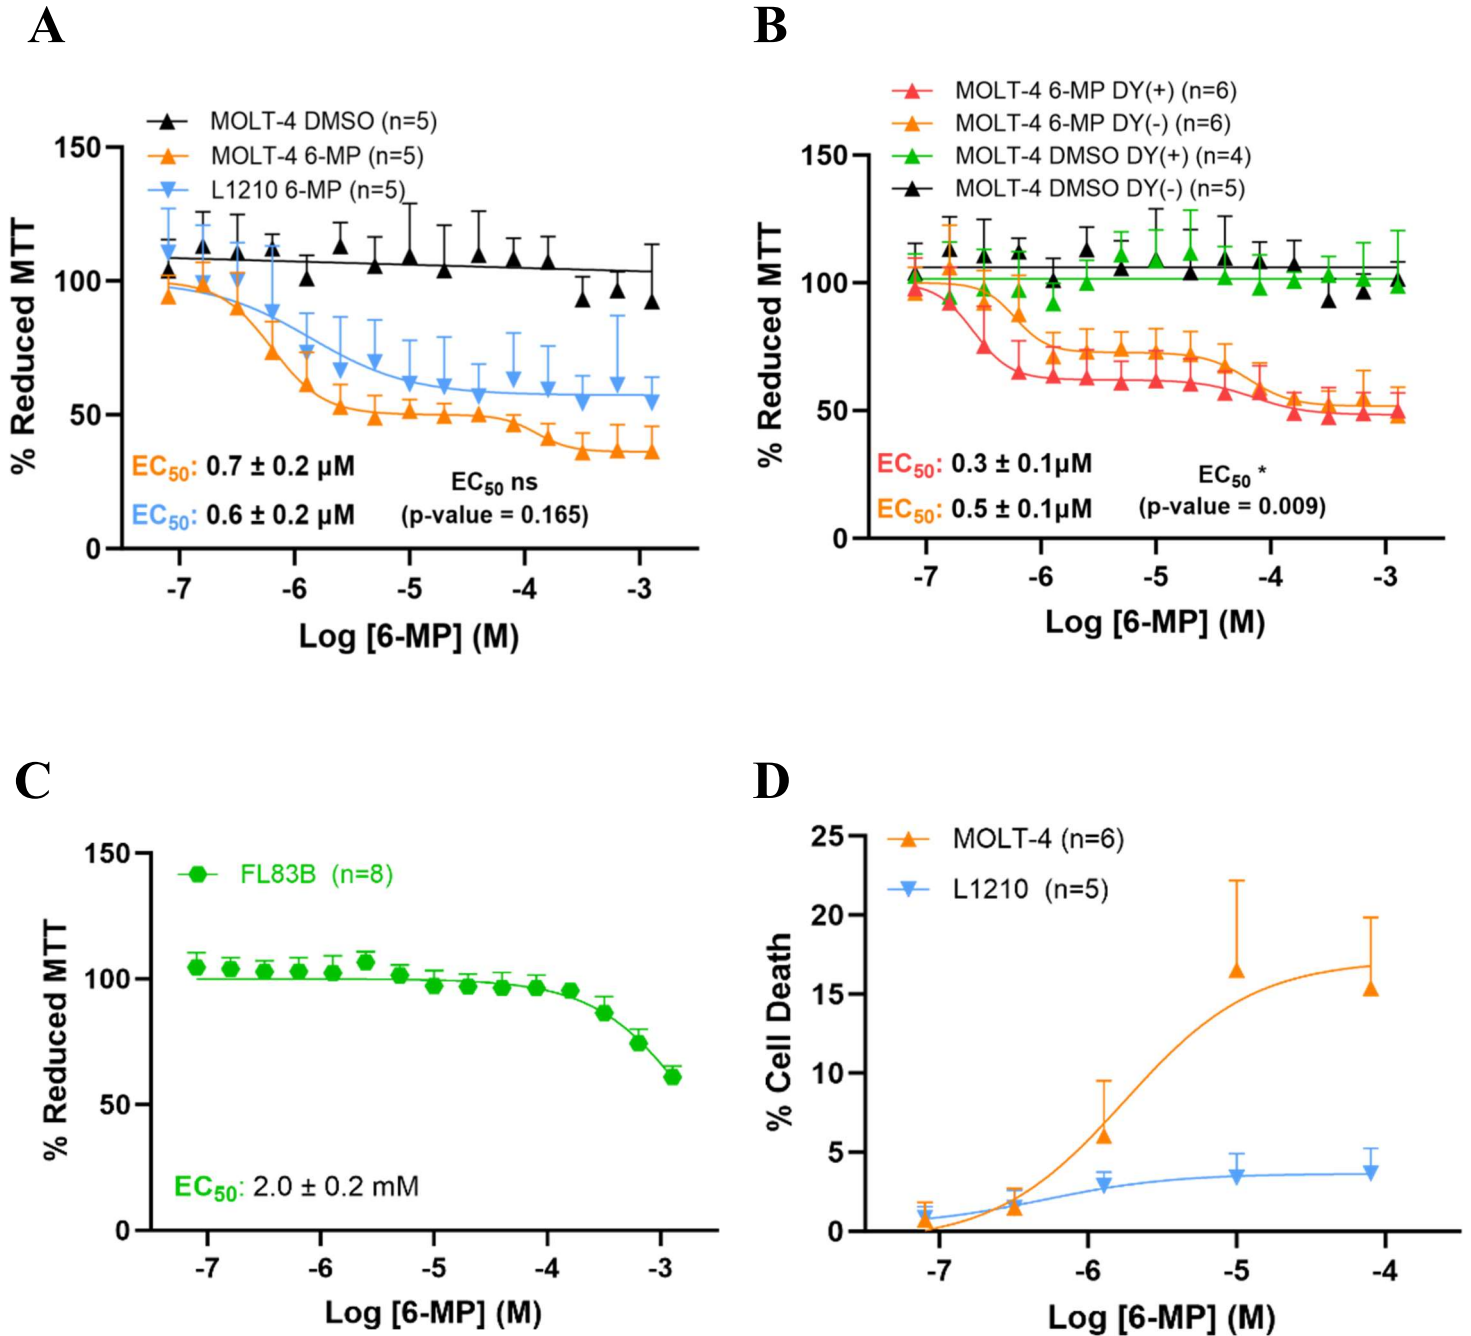 A
MOLT-4 DMSO (n=5)
MOLT-4 6-MP (n=5)
L1210 6-MP (n=5)
% Reduced MTT
150
100
50
0
EC50: 0.7 ± 0.2 µM
EC50: 0.6 ± 0.2 µM
EC50 ns
(p-value = 0.165)
-7 -6 -5 -4 -3
Log [6-MP] (M)
B
MOLT-4 6-MP DY(+) (n=6)
MOLT-4 6-MP DY(-) (n=6)
MOLT-4 DMSO DY(+) (n=4)
MOLT-4 DMSO DY(-) (n=5)
% Reduced MTT
150
100
50
0
EC50: 0.3 ± 0.1µM
EC50: 0.5 ± 0.1µM
EC50 *
(p-value = 0.009)
-7 -6 -5 -4 -3
Log [6-MP] (M)
C
FL83B (n=8)
% Reduced MTT
150
100
50
0
EC50: 2.0 ± 0.2 mM
-7 -6 -5 -4 -3
Log [6-MP] (M)
D
MOLT-4 (n=6)
L1210 (n=5)
% Cell Death
25
20
15
10
5
0
-7 -6 -5 -4
Log [6-MP] (M)